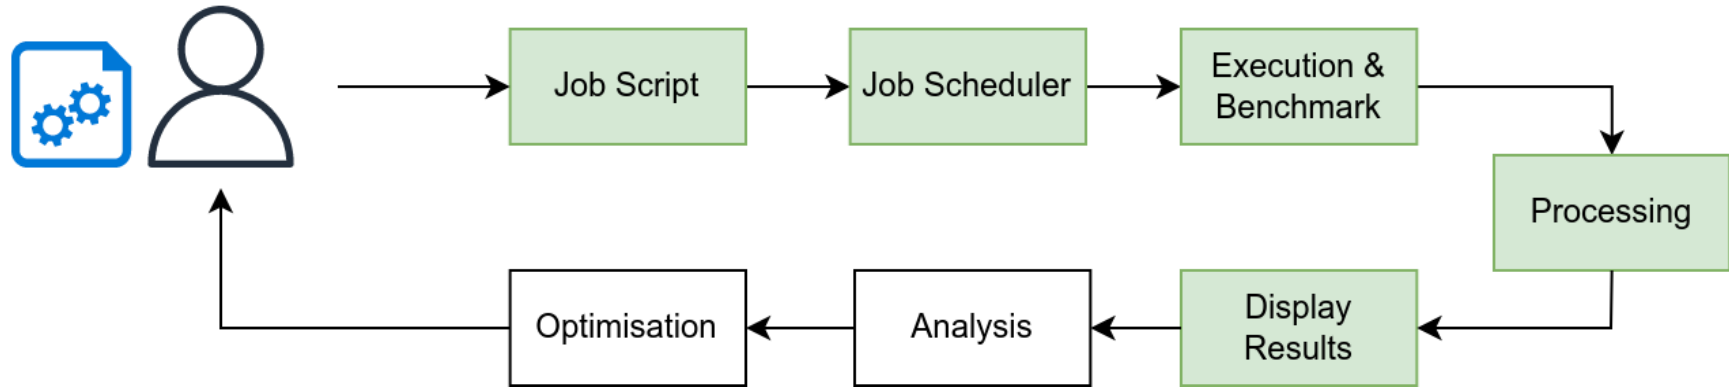 Job Script
Job Scheduler
Execution &
Benchmark
Processing
Display
Results
Analysis
Optimisation